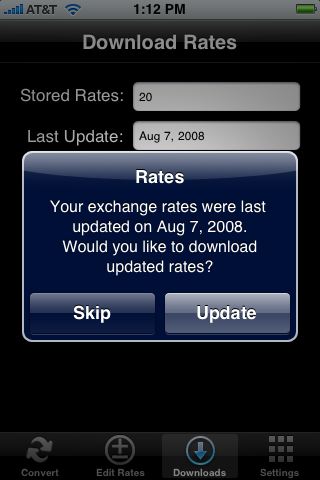 AT&T 1:12 PM
Download Rates
Stored Rates: 20
Last Update: Aug 7, 2008
Rates
Your exchange rates were last
updated on Aug 7, 2008.
Would you like to download
updated rates?
Skip Update
Convert Edit Rates Downloads Settings